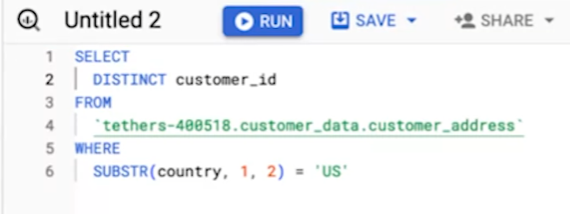 Untitled 2 RUN SAVE SHARE
1 SELECT
2 DISTINCT customer_id
3 FROM
4 `tethers-400518.customer_data.customer_address`
5 WHERE
6 SUBSTR(country, 1, 2) = 'US'